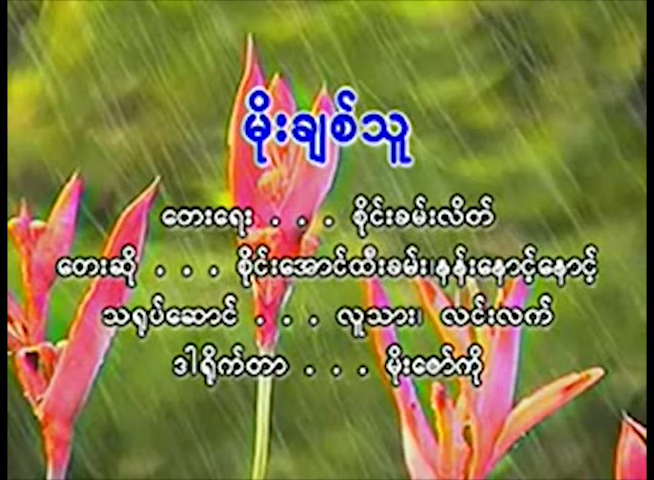 မိုးချစ်သူ
တေးရေး . . . စိုင်းခမ်းလိတ်
တေးဆို . . . စိုင်းအောင်ထီးခမ်း၊နန်းနောင့်နောင့်
သရုပ်ဆောင် . . . လူသား၊ လင်းလက်
ဒါရိုက်တာ . . . မိုးဇော်ကို